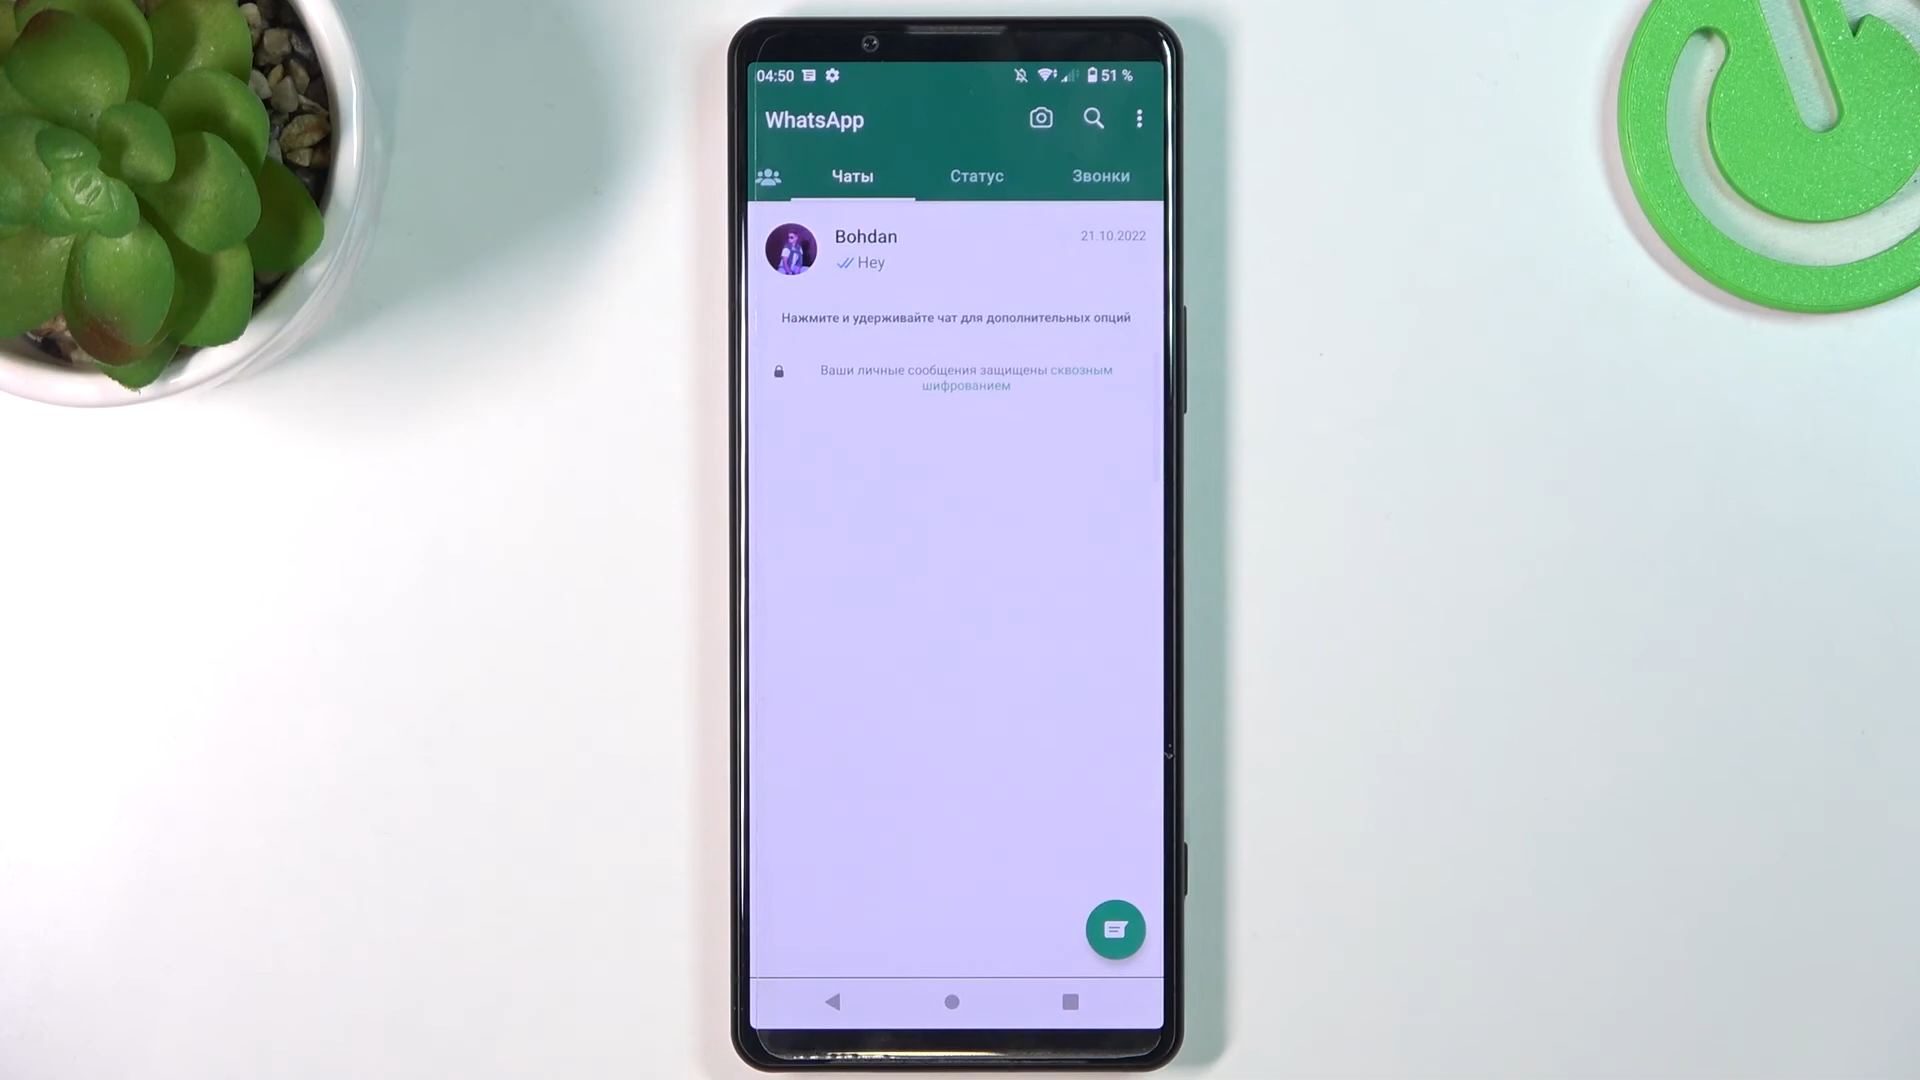 04:50 51 %
WhatsApp
Чаты Статус Звонки
Bohdan 21.10.2022
Hey
Нажмите и удерживайте чат для дополнительных опций
Ваши личные сообщения защищены сквозным
шифрованием